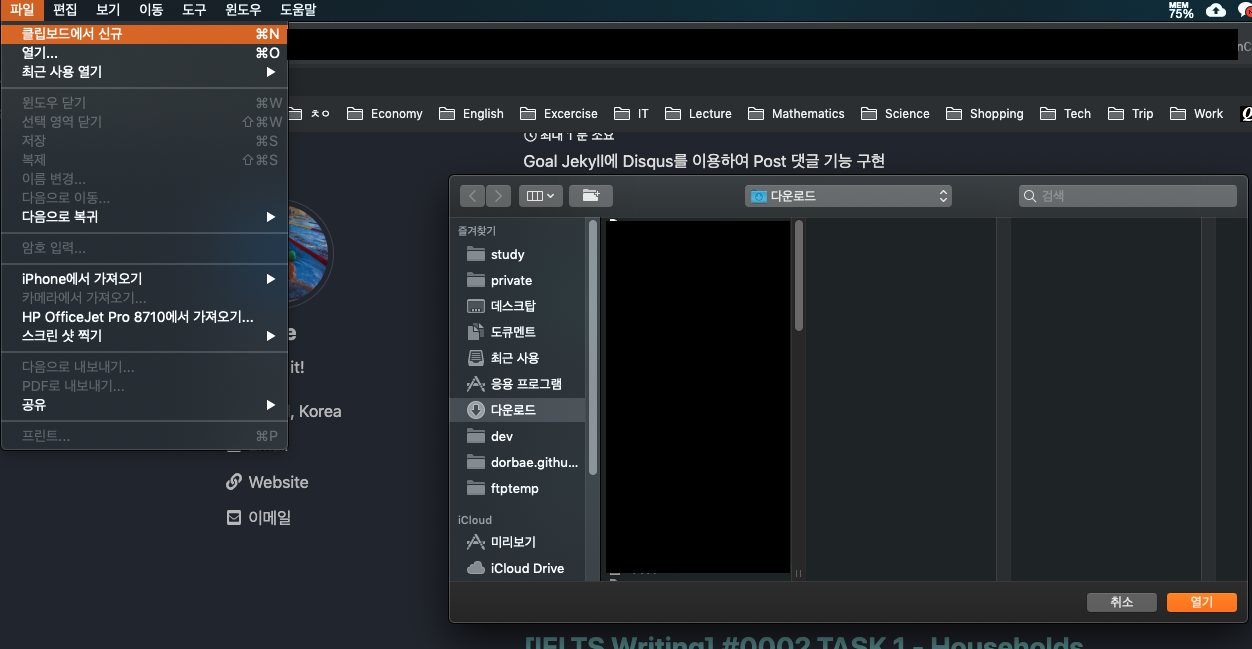 파일 편집 보기 이동 도구 윈도우 도움말 MEM 75%
클립보드에서 신규 ⌘N
열기... ⌘O
최근 사용 열기
윈도우 닫기 ⌘W
선택 영역 닫기 ⇧⌘W
저장 ⌘S
복제 ⇧⌘S
이름 변경...
다음으로 이동...
다음으로 복귀
암호 입력...
iPhone에서 가져오기
카메라에서 가져오기...
HP OfficeJet Pro 8710에서 가져오기...
스크린 샷 찍기
다음으로 내보내기...
PDF로 내보내기...
공유
프린트... ⌘P
ㅊㅇ Economy English Excercise IT Lecture Mathematics Science Shopping Tech Trip Work
최대 1 분 소요
Goal Jekyll에 Disqus를 이용하여 Post 댓글 기능 구현
it!
, Korea
Website
이메일
다운로드
검색
즐겨찾기
study
private
데스크탑
도큐멘트
최근 사용
응용 프로그램
다운로드
dev
dorbae.githu...
ftptemp
iCloud
미리보기
iCloud Drive
취소 열기
[IELTS Writing] #0002 TASK 1 - Households